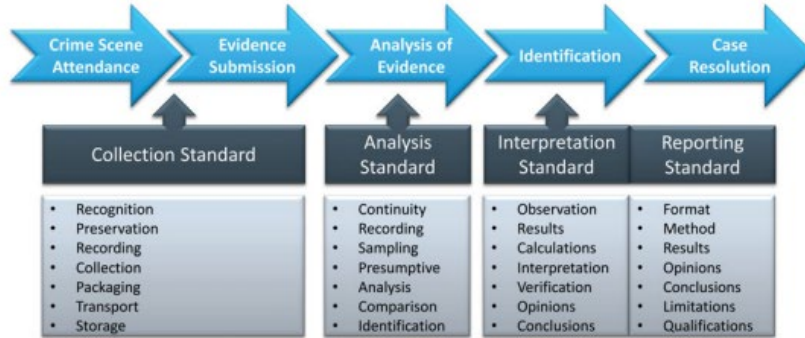 Crime Scene
Attendance
Evidence
Submission
Analysis of
Evidence
Identification
Case
Resolution
Collection Standard
Analysis
Standard
Interpretation
Standard
Reporting
Standard
• Recognition
• Preservation
• Recording
• Collection
• Packaging
• Transport
• Storage
• Continuity
• Recording
• Sampling
• Presumptive
• Analysis
• Comparison
• Identification
• Observation
• Results
• Calculations
• Interpretation
• Verification
• Opinions
• Conclusions
• Format
• Method
• Results
• Opinions
• Conclusions
• Limitations
• Qualifications